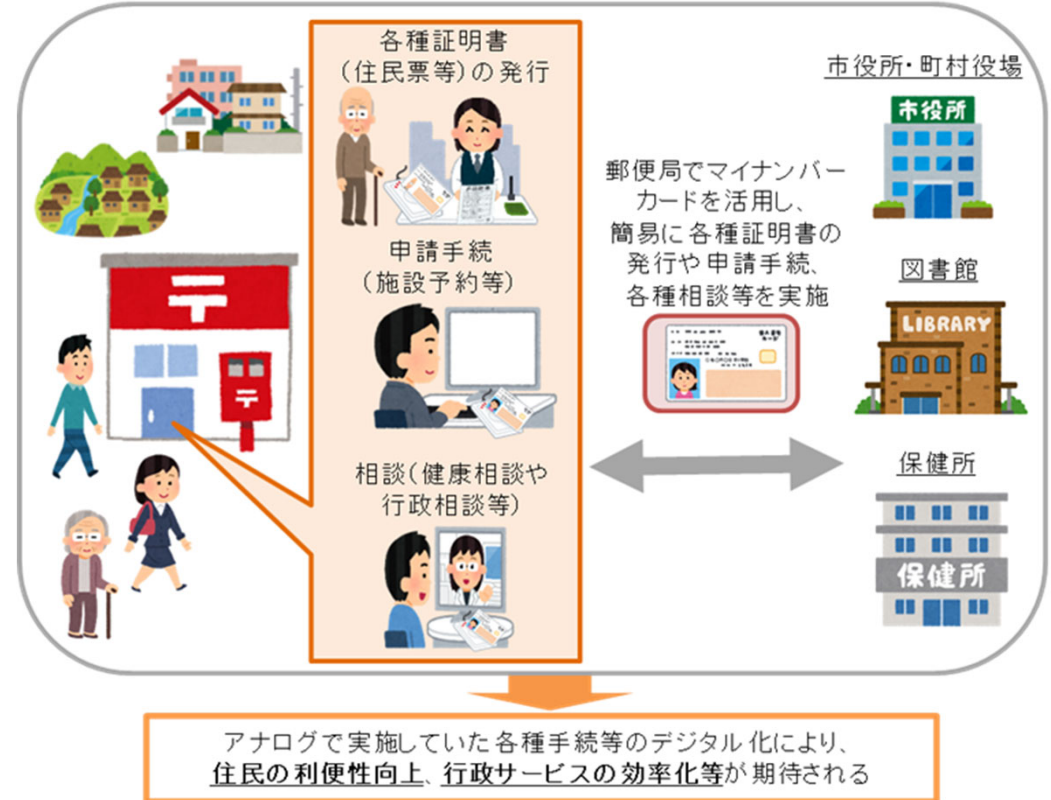 各種証明書
(住民票等)の発行
申請手続
(施設予約等)
相談(健康相談や
行政相談等)
郵便局でマイナンバー
カードを活用し、
簡易に各種証明書の
発行や申請手続、
各種相談等を実施
市役所・町村役場
市役所
図書館
LIBRARY
保健所
保健所
アナログで実施していた各種手続等のデジタル化により、
住民の利便性向上、行政サービスの効率化等が期待される